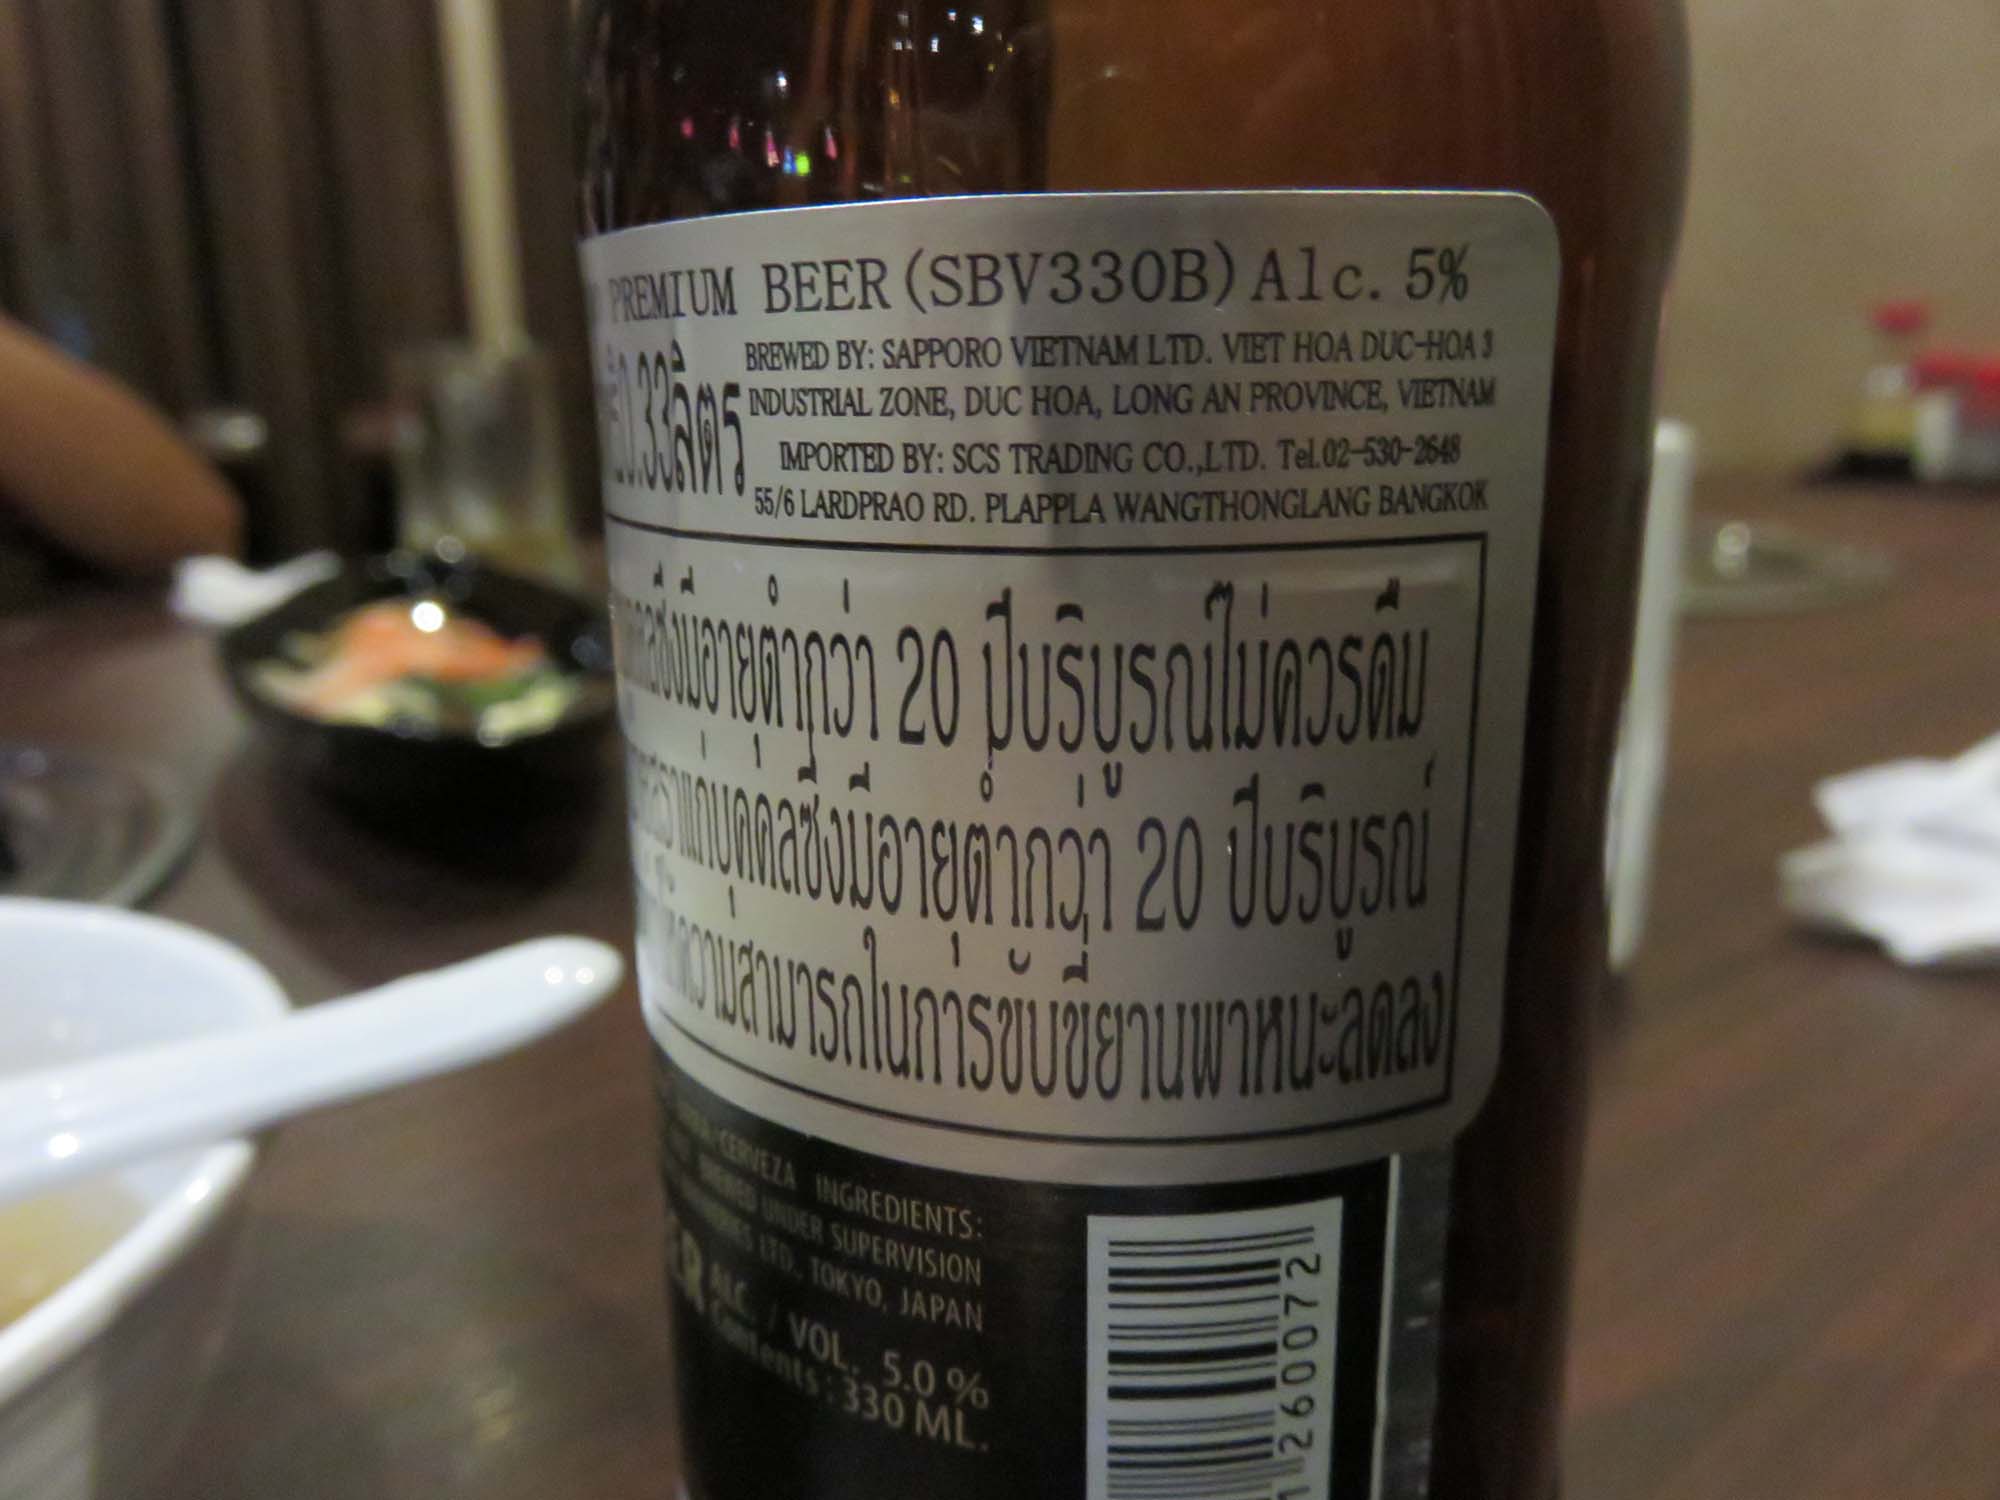 PREMIUM BEER (SBV330B) Alc. 5%
0.33 ลิตร
BREWED BY: SAPPORO VIETNAM LTD. VIET HOA DUC-HOA 3
INDUSTRIAL ZONE, DUC HOA, LONG AN PROVINCE, VIETNAM
IMPORTED BY: SCS TRADING CO.,LTD. Tel.02-530-2648
55/6 LARDPRAO RD. PLAPPLA WANGTHONGLANG BANGKOK
ซึ่งมีอายุต่ำกว่า 20 ปีบริบูรณ์ไม่ควรดื่ม
สุราแก่บุคคลซึ่งมีอายุต่ำกว่า 20 ปีบริบูรณ์
ความสามารถในการขับขี่ยานพาหนะลดลง
CERVEZA INGREDIENTS:
BREWED UNDER SUPERVISION
LTD., TOKYO, JAPAN
ALC. / VOL. 5.0 %
Contents : 330 ML.
1260072